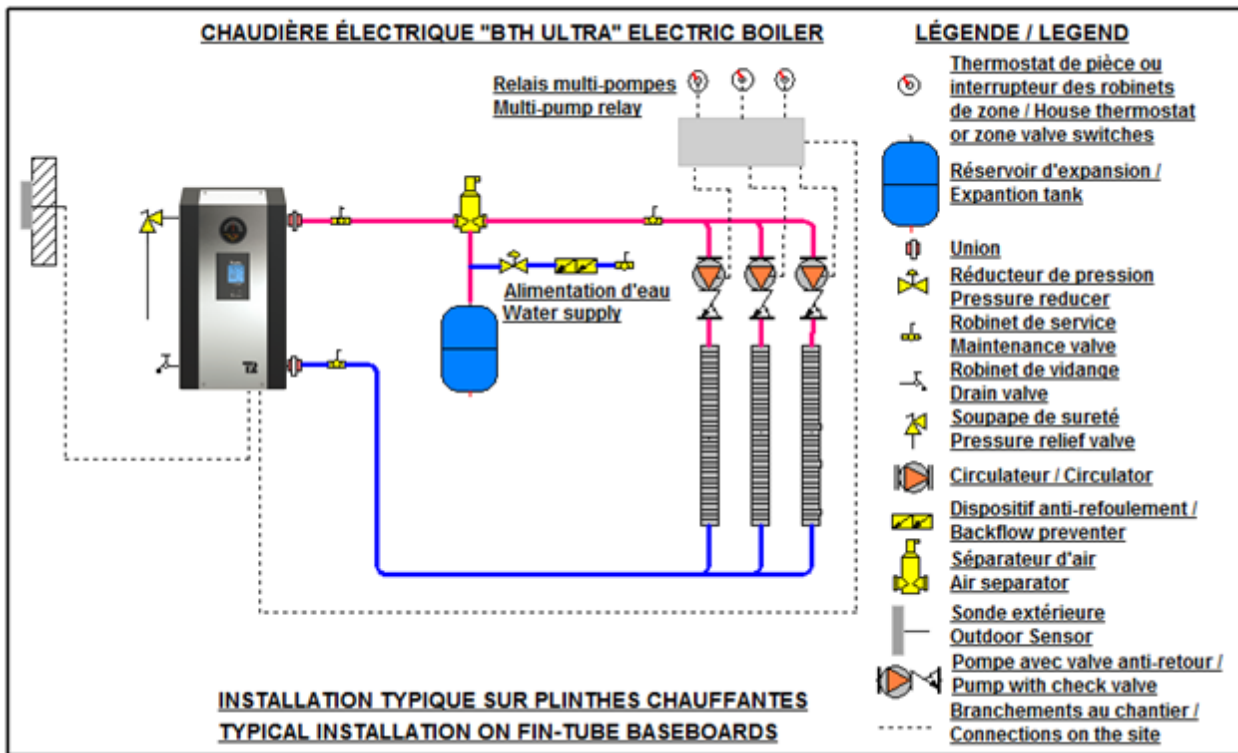 CHAUDIÈRE ÉLECTRIQUE "BTH ULTRA" ELECTRIC BOILER
Relais multi-pompes
Multi-pump relay
Alimentation d'eau
Water supply
INSTALLATION TYPIQUE SUR PLINTHES CHAUFFANTES
TYPICAL INSTALLATION ON FIN-TUBE BASEBOARDS
LÉGENDE / LEGEND
Thermostat de pièce ou
interrupteur des robinets
de zone / House thermostat
or zone valve switches
Réservoir d'expansion /
Expantion tank
Union
Réducteur de pression
Pressure reducer
Robinet de service
Maintenance valve
Robinet de vidange
Drain valve
Soupape de sureté
Pressure relief valve
Circulateur / Circulator
Dispositif anti-refoulement /
Backflow preventer
Séparateur d'air
Air separator
Sonde extérieure
Outdoor Sensor
Pompe avec valve anti-retour /
Pump with check valve
Branchements au chantier /
Connections on the site